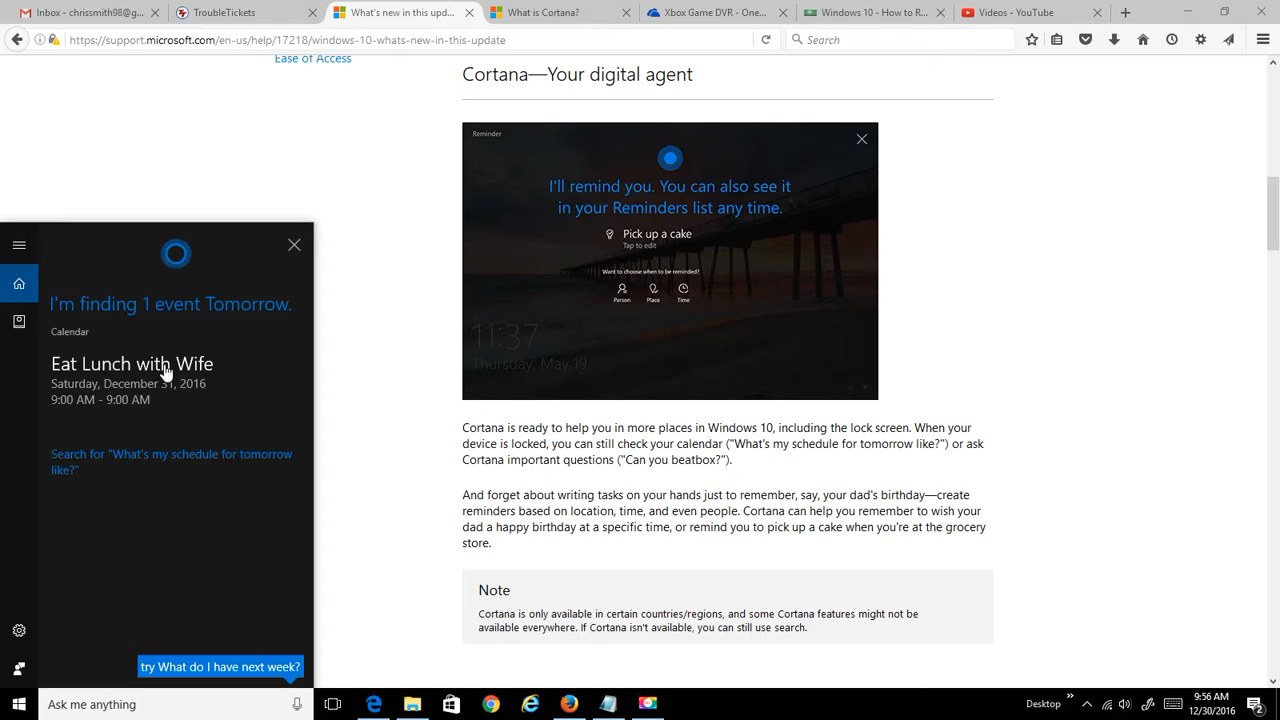 Inbox (4) - chrissmith98@g...
TroubleTickets
What's new in this upd...
What is Cortana?
Xbox Game DVR - One...
Windows 10 - How to R...
Videos - YouTube
https://support.microsoft.com/en-us/help/17218/windows-10-whats-new-in-this-update
Search
Ease of Access
Cortana—Your digital agent
Reminder
I'll remind you. You can also see it
in your Reminders list any time.
Pick up a cake
Tap to edit
Want to choose when to be reminded?
Person Place Time
11:37
Thursday, May 19
Cortana is ready to help you in more places in Windows 10, including the lock screen. When your
device is locked, you can still check your calendar ("What's my schedule for tomorrow like?") or ask
Cortana important questions ("Can you beatbox?").
And forget about writing tasks on your hands just to remember, say, your dad's birthday—create
reminders based on location, time, and even people. Cortana can help you remember to wish your
dad a happy birthday at a specific time, or remind you to pick up a cake when you're at the grocery
store.
Note
Cortana is only available in certain countries/regions, and some Cortana features might not be
available everywhere. If Cortana isn't available, you can still use search.
I'm finding 1 event Tomorrow.
Calendar
Eat Lunch with Wife
Saturday, December 31, 2016
9:00 AM - 9:00 AM
Search for "What's my schedule for tomorrow
like?"
try What do I have next week?
Ask me anything
Desktop
9:56 AM
12/30/2016
2